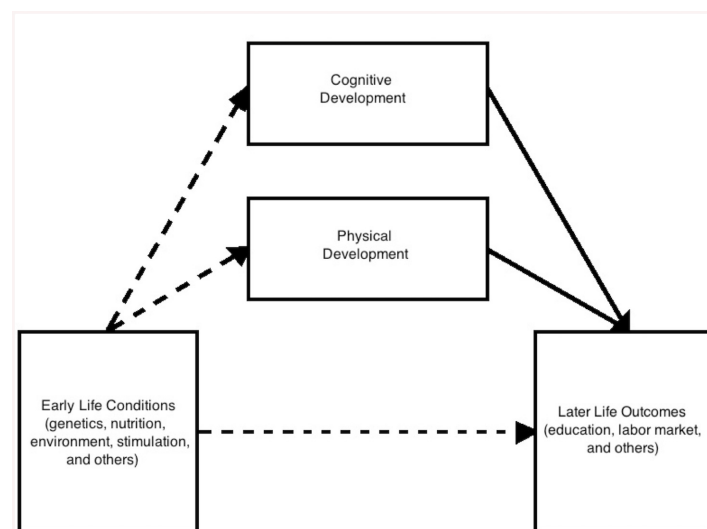 Cognitive
Development
Physical
Development
Early Life Conditions
(genetics, nutrition,
environment, stimulation,
and others)
Later Life Outcomes
(education, labor market,
and others)